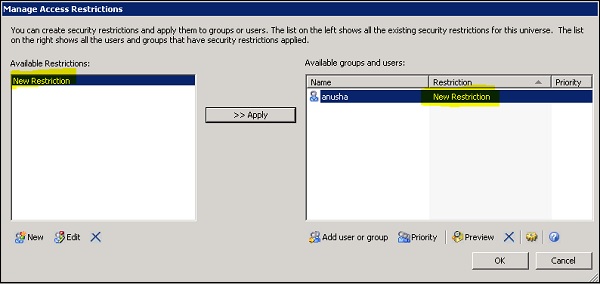 Manage Access Restrictions
You can create security restrictions and apply them to groups or users. The list on the left shows all the existing security restrictions for this universe. The list
on the right shows all the users and groups that have security restrictions applied.
Available Restrictions:
Available groups and users:
New Restriction
>> Apply
Name Restriction Priority
anusha New Restriction
New Edit
Add user or group Priority Preview
OK Cancel